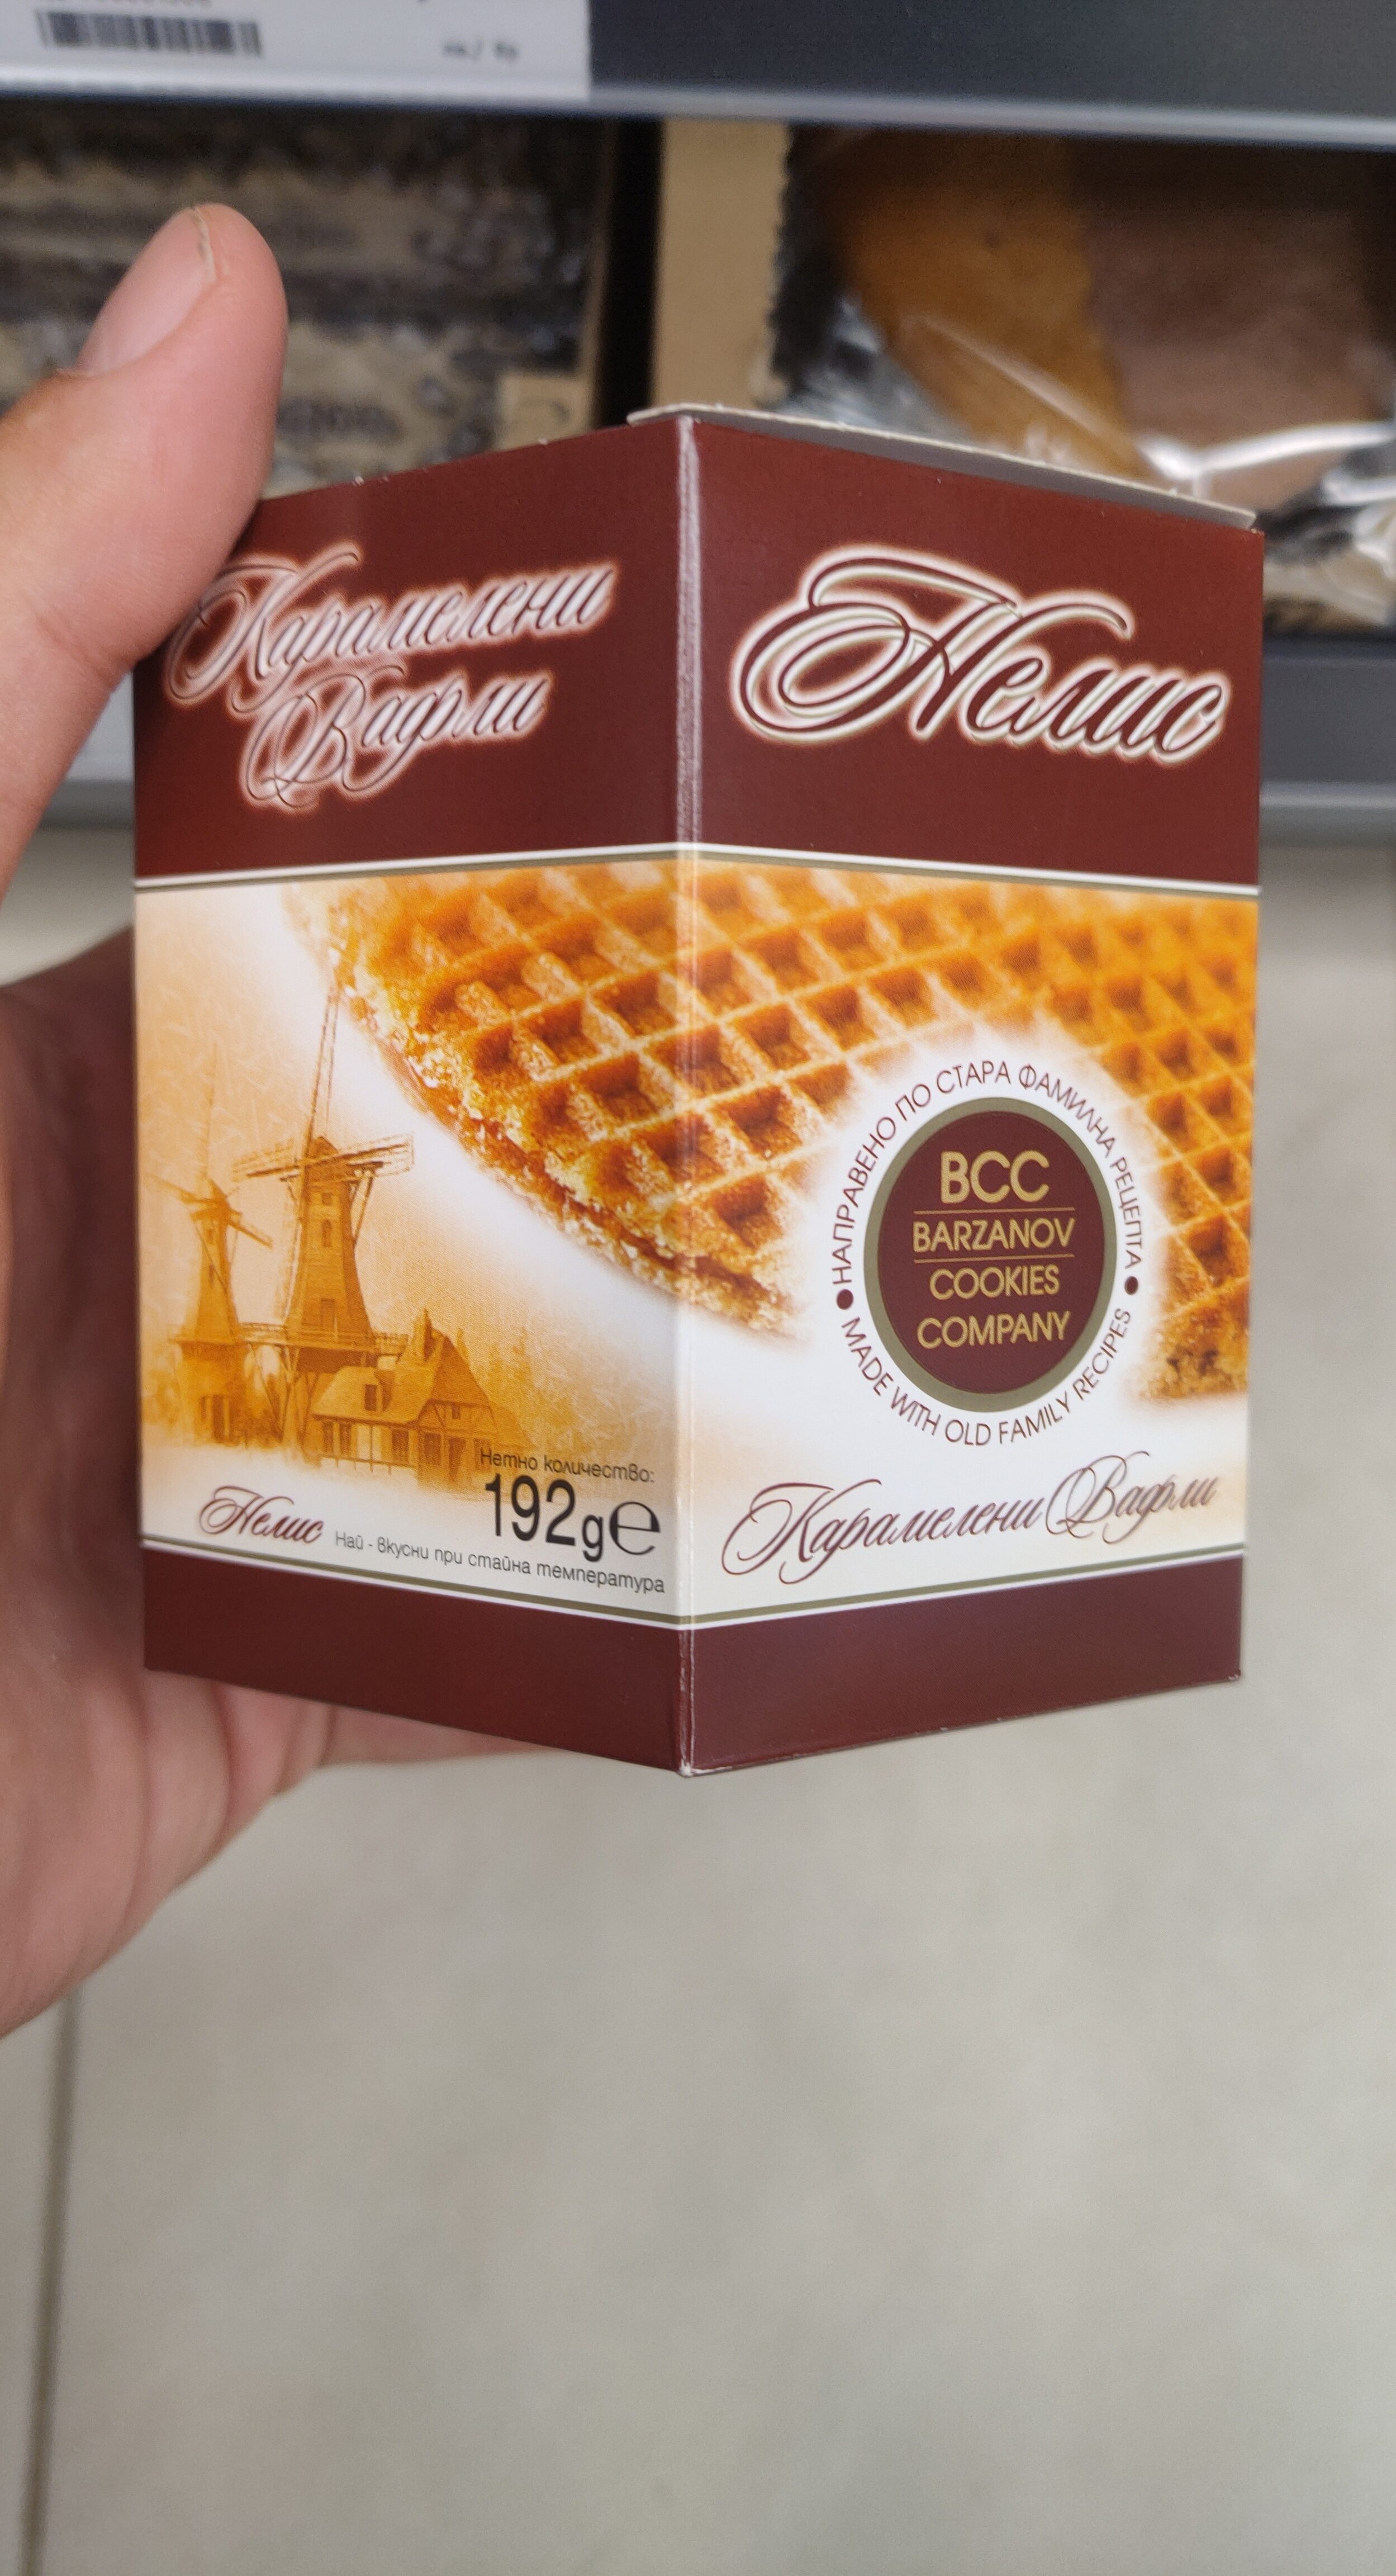 Карамелени
Вафли
Нелис
НАПРАВЕНО ПО СТАРА ФАМИЛНА РЕЦЕПТА
BCC
BARZANOV
COOKIES
COMPANY
MADE WITH OLD FAMILY RECIPES
Нетно количество:
192g℮
Нелис Най - вкусни при стайна температура
Карамелени Вафли